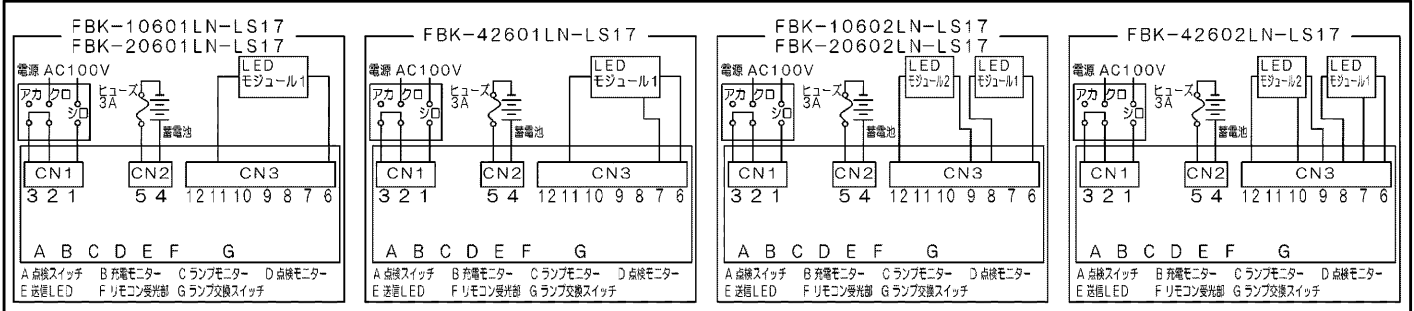 FBK-10601LN-LS17
FBK-20601LN-LS17
電源 AC100V
アカ クロ シロ
ヒューズ
3A
蓄電池
LED
モジュール1
CN1 CN2 CN3
3 2 1 5 4 12 11 10 9 8 7 6
A B C D E F G
A 点検スイッチ B 充電モニター C ランプモニター D 点検モニター
E 送信LED F リモコン受光部 G ランプ交換スイッチ
FBK-42601LN-LS17
電源 AC100V
アカ クロ シロ
ヒューズ
3A
蓄電池
LED
モジュール1
CN1 CN2 CN3
3 2 1 5 4 12 11 10 9 8 7 6
A B C D E F G
A 点検スイッチ B 充電モニター C ランプモニター D 点検モニター
E 送信LED F リモコン受光部 G ランプ交換スイッチ
FBK-10602LN-LS17
FBK-20602LN-LS17
電源 AC100V
アカ クロ シロ
ヒューズ
3A
蓄電池
LED LED
モジュール2 モジュール1
CN1 CN2 CN3
3 2 1 5 4 12 11 10 9 8 7 6
A B C D E F G
A 点検スイッチ B 充電モニター C ランプモニター D 点検モニター
E 送信LED F リモコン受光部 G ランプ交換スイッチ
FBK-42602LN-LS17
電源 AC100V
アカ クロ シロ
ヒューズ
3A
蓄電池
LED LED
モジュール2 モジュール1
CN1 CN2 CN3
3 2 1 5 4 12 11 10 9 8 7 6
A B C D E F G
A 点検スイッチ B 充電モニター C ランプモニター D 点検モニター
E 送信LED F リモコン受光部 G ランプ交換スイッチ